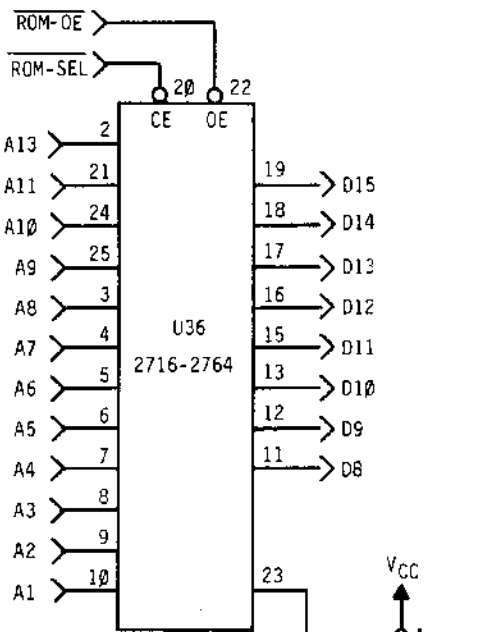 ROM-OE
ROM-SEL
20 22
CE OE
A13 2
A11 21 19 D15
A10 24 18 D14
A9 25 17 D13
A8 3 16 D12
U36
A7 4 15 D11
2716-2764
A6 5 13 D10
A5 6 12 D9
A4 7 11 D8
A3 8
A2 9
A1 10 23
VCC